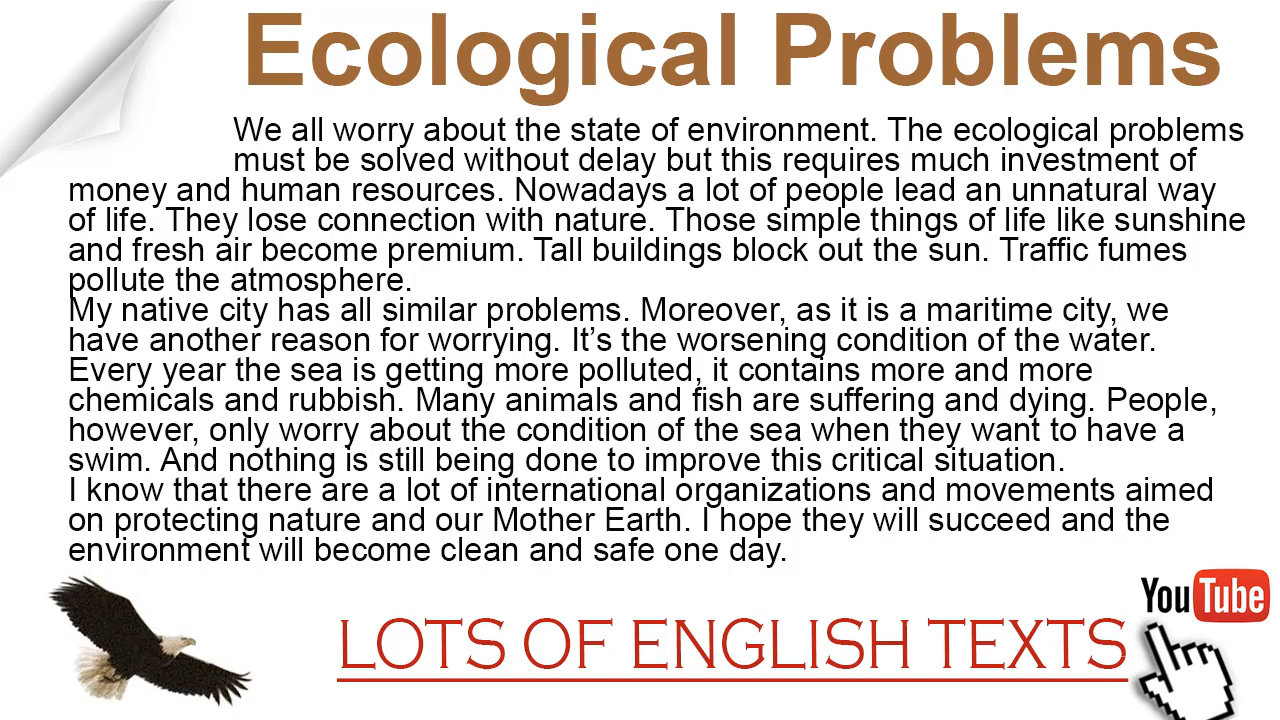 Ecological Problems
We all worry about the state of environment. The ecological problems
must be solved without delay but this requires much investment of
money and human resources. Nowadays a lot of people lead an unnatural way
of life. They lose connection with nature. Those simple things of life like sunshine
and fresh air become premium. Tall buildings block out the sun. Traffic fumes
pollute the atmosphere.
My native city has all similar problems. Moreover, as it is a maritime city, we
have another reason for worrying. It’s the worsening condition of the water.
Every year the sea is getting more polluted, it contains more and more
chemicals and rubbish. Many animals and fish are suffering and dying. People,
however, only worry about the condition of the sea when they want to have a
swim. And nothing is still being done to improve this critical situation.
I know that there are a lot of international organizations and movements aimed
on protecting nature and our Mother Earth. I hope they will succeed and the
environment will become clean and safe one day.
YouTube
LOTS OF ENGLISH TEXTS